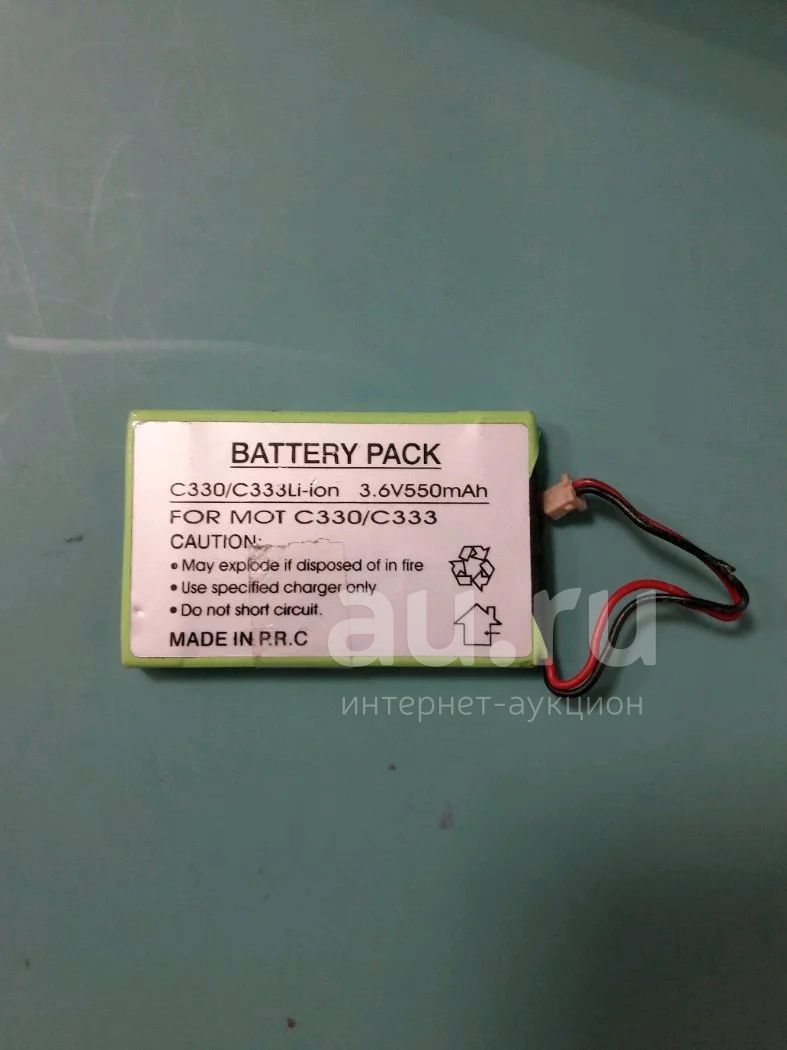 BATTERY PACK
C330/C333Li-ion 3.6V550mAh
FOR MOT C330/C333
CAUTION:
• May explode if disposed of in fire
• Use specified charger only
• Do not short circuit.
MADE IN P.R.C
au.ru
интернет-аукцион